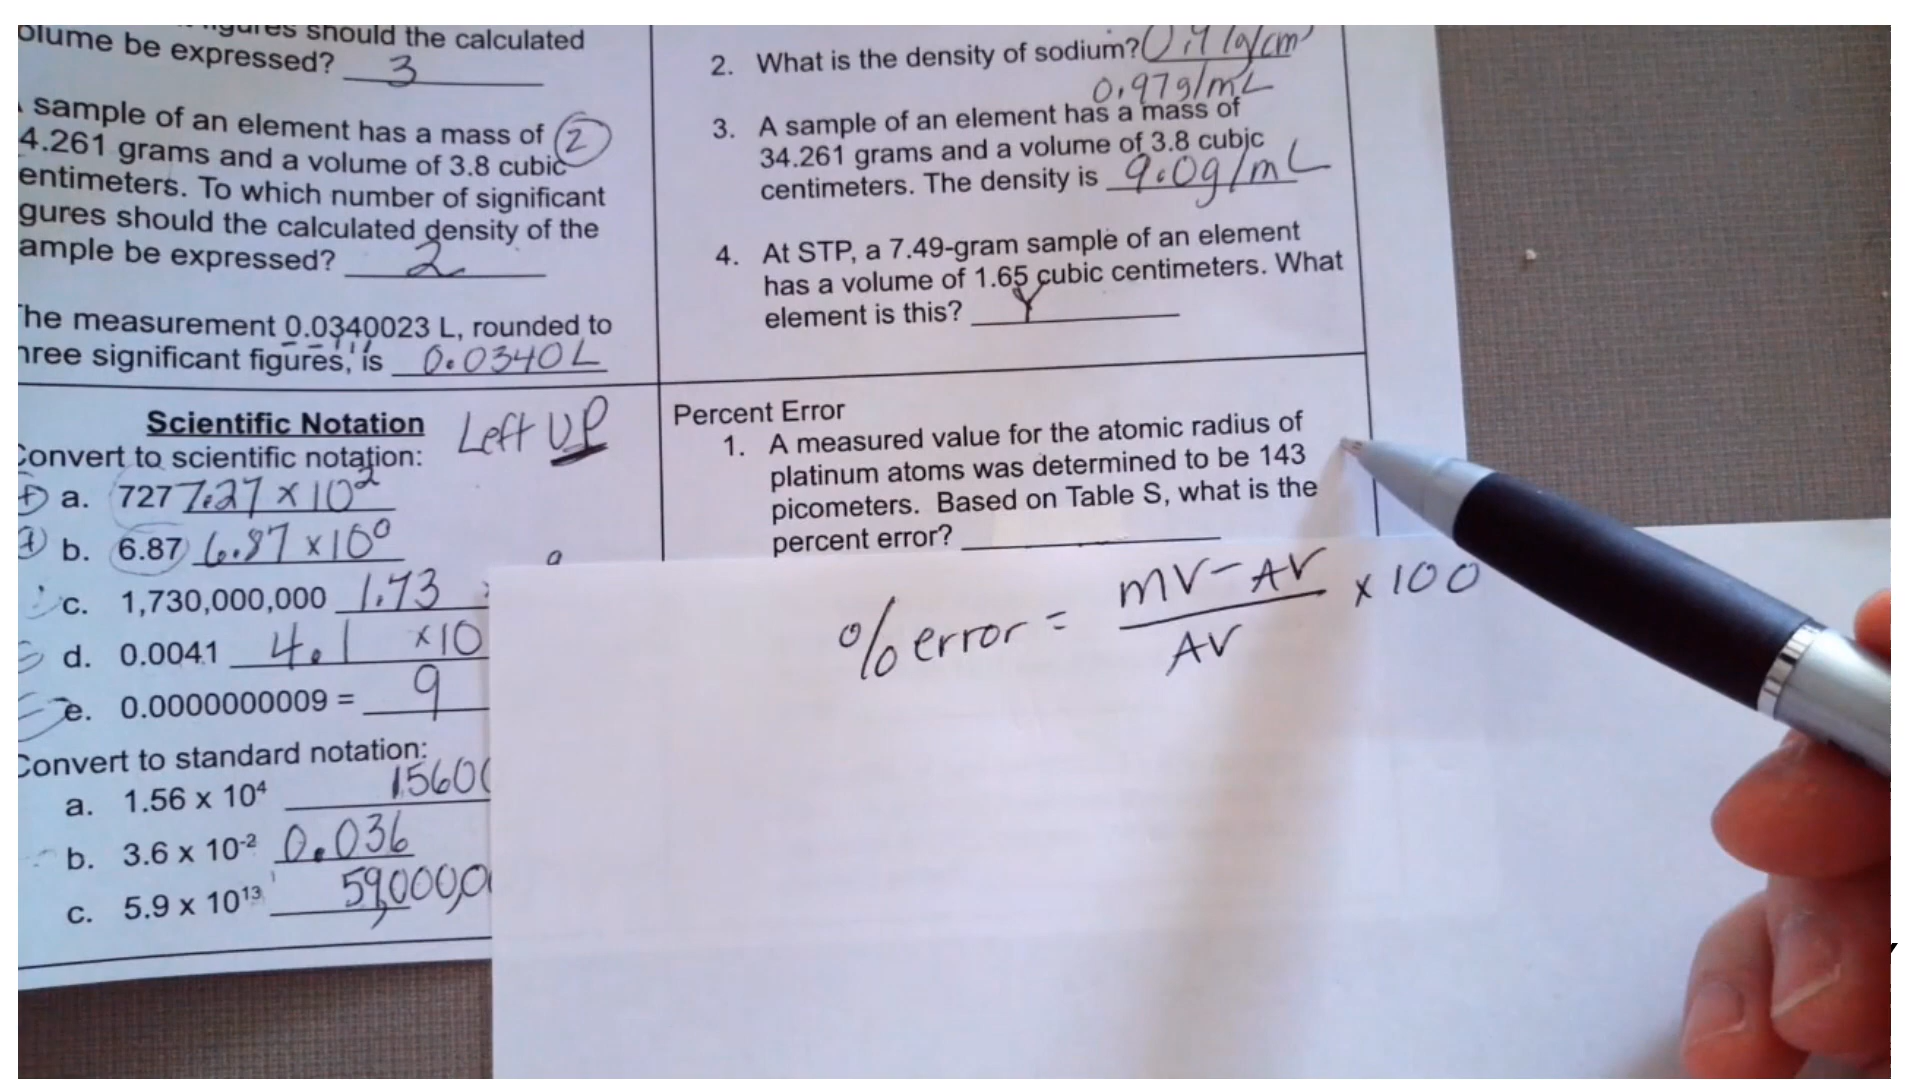 figures should the calculated
olume be expressed? 3
sample of an element has a mass of (2)
4.261 grams and a volume of 3.8 cubic
entimeters. To which number of significant
gures should the calculated density of the
ample be expressed? 2
he measurement 0.0340023 L, rounded to
hree significant figures, is 0.0340 L
Scientific Notation Left UP
Convert to scientific notation:
a. 727 7.27 x 10²
b. 6.87 6.87 x 10⁰
c. 1,730,000,000 1.73
d. 0.0041 4.1 x10
e. 0.0000000009 = 9
Convert to standard notation:
a. 1.56 x 10⁴ 15600
b. 3.6 x 10⁻² 0.036
c. 5.9 x 10¹³ 59,000,0
2. What is the density of sodium?
0.97g/mL
3. A sample of an element has a mass of
34.261 grams and a volume of 3.8 cubic
centimeters. The density is 9.0g/mL
4. At STP, a 7.49-gram sample of an element
has a volume of 1.65 cubic centimeters. What
element is this? Y
Percent Error
1. A measured value for the atomic radius of
platinum atoms was determined to be 143
picometers. Based on Table S, what is the
percent error?
% error = MV - AV x 100
AV